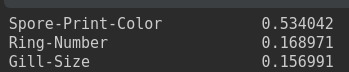 Spore-Print-Color 0.534042
Ring-Number 0.168971
Gill-Size 0.156991